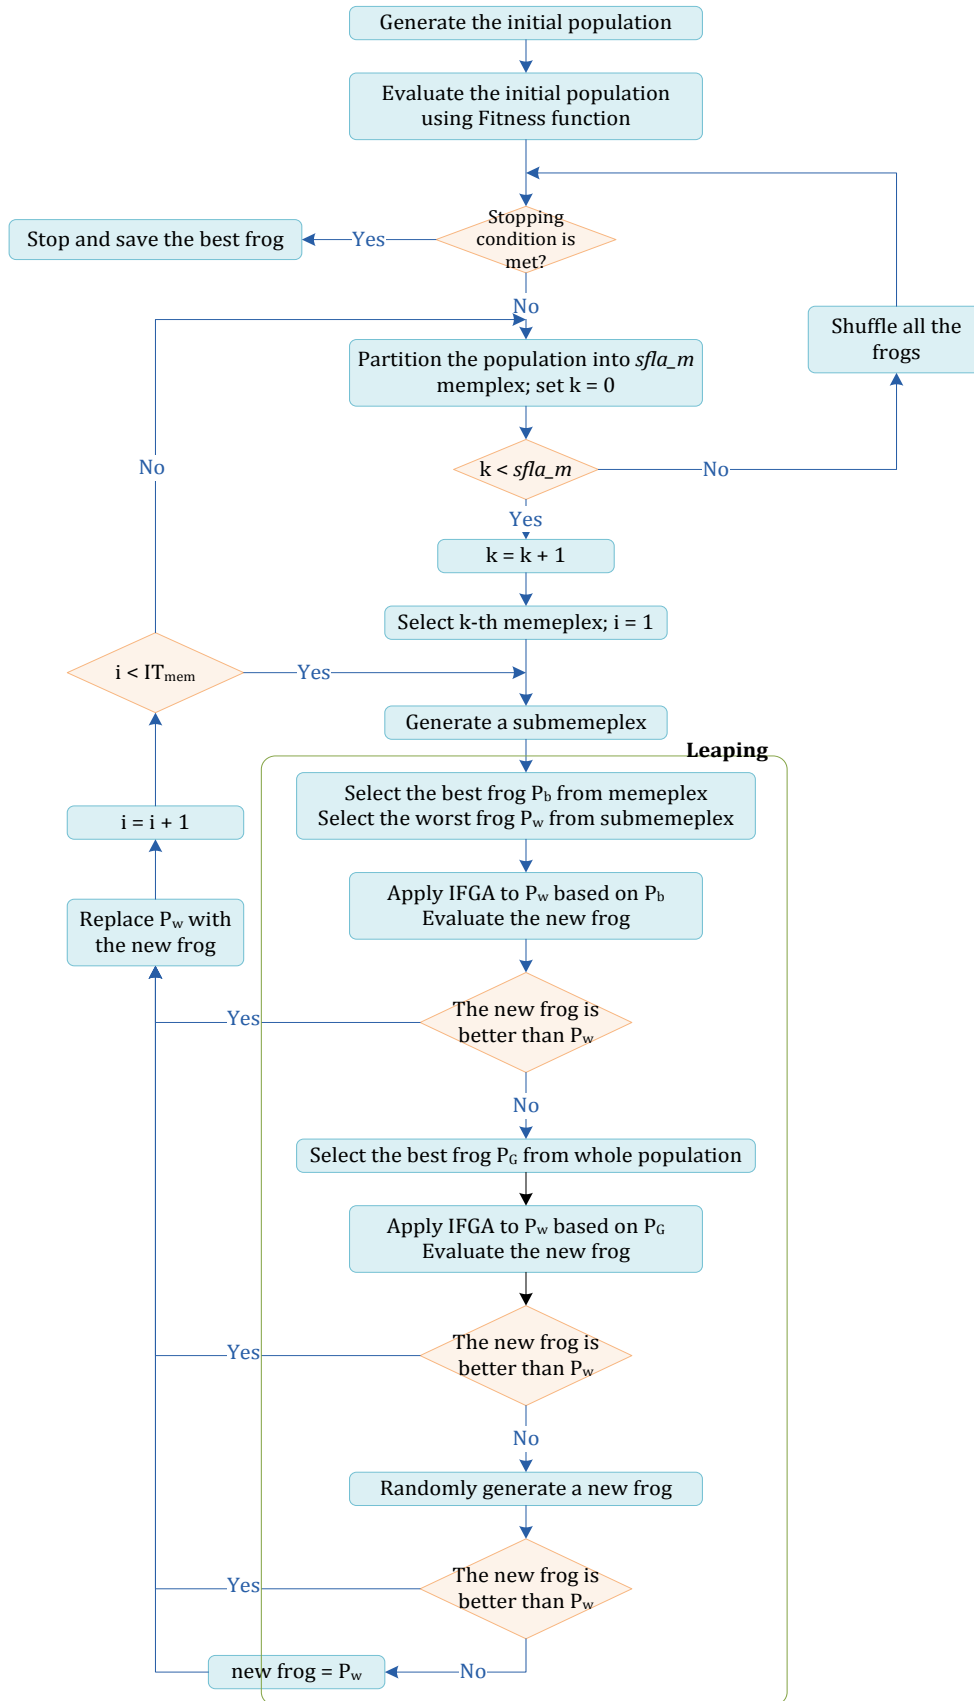 Generate the initial population
Evaluate the initial population
using Fitness function
Stopping
condition is
met?
Yes
Stop and save the best frog
No
Shuffle all the
frogs
Partition the population into sfla_m
memplex; set k = 0
No
k < sfla_m
No
Yes
k = k + 1
Select k-th memeplex; i = 1
i < ITmem
Yes
Generate a submemeplex
Leaping
Select the best frog Pb from memeplex
Select the worst frog Pw from submemeplex
i = i + 1
Apply IFGA to Pw based on Pb
Evaluate the new frog
Replace Pw with
the new frog
The new frog is
better than Pw
Yes
No
Select the best frog PG from whole population
Apply IFGA to Pw based on PG
Evaluate the new frog
The new frog is
better than Pw
Yes
No
Randomly generate a new frog
The new frog is
better than Pw
Yes
No
new frog = Pw